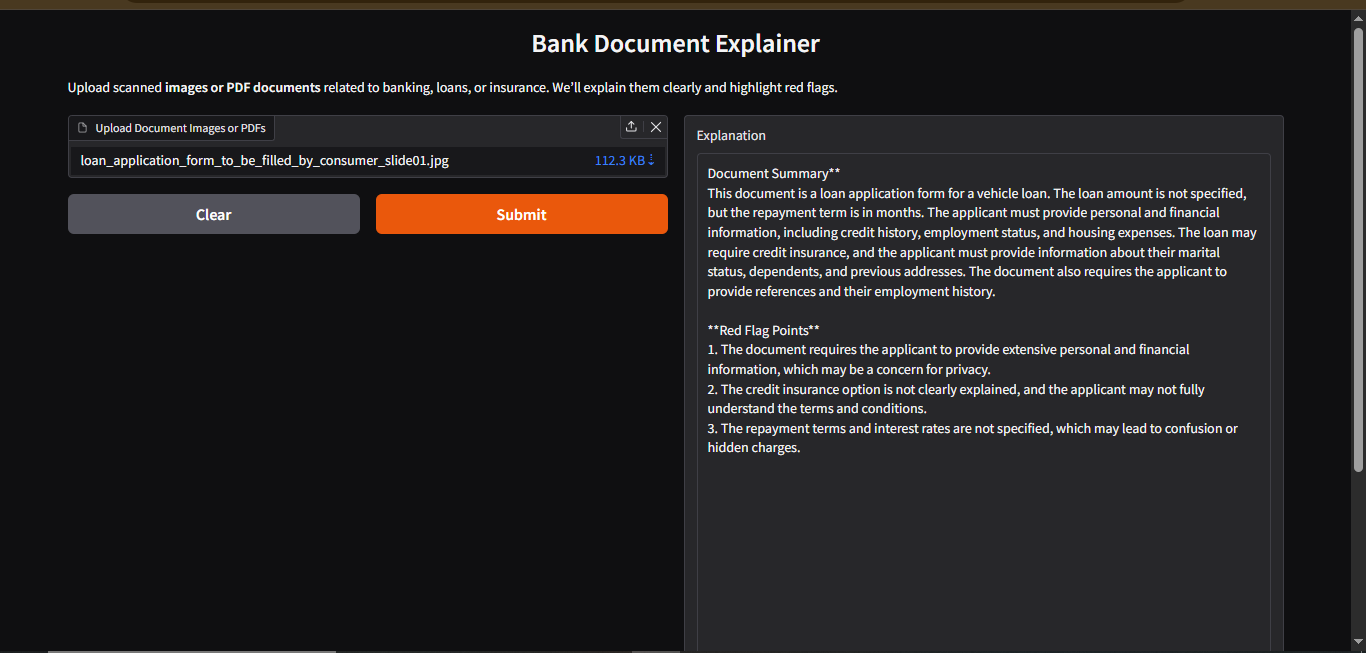 Bank Document Explainer
Upload scanned images or PDF documents related to banking, loans, or insurance. We'll explain them clearly and highlight red flags.
Upload Document Images or PDFs
loan_application_form_to_be_filled_by_consumer_slide01.jpg 112.3 KB ⇣
Clear
Submit
Explanation
Document Summary**
This document is a loan application form for a vehicle loan. The loan amount is not specified,
but the repayment term is in months. The applicant must provide personal and financial
information, including credit history, employment status, and housing expenses. The loan may
require credit insurance, and the applicant must provide information about their marital
status, dependents, and previous addresses. The document also requires the applicant to
provide references and their employment history.
**Red Flag Points**
1. The document requires the applicant to provide extensive personal and financial
information, which may be a concern for privacy.
2. The credit insurance option is not clearly explained, and the applicant may not fully
understand the terms and conditions.
3. The repayment terms and interest rates are not specified, which may lead to confusion or
hidden charges.